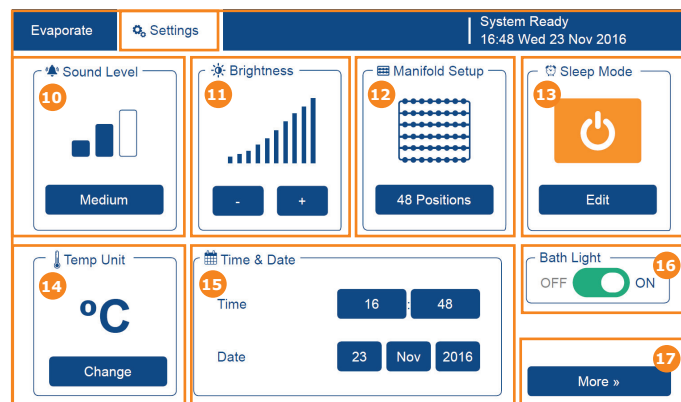 Evaporate
Settings
System Ready
16:48 Wed 23 Nov 2016
Sound Level
10
Medium
Brightness
11
-
+
Manifold Setup
12
48 Positions
Sleep Mode
13
Edit
Temp Unit
14
ºC
Change
Time & Date
15
Time
16 : 48
Date
23 Nov 2016
Bath Light
16
OFF ON
17
More »